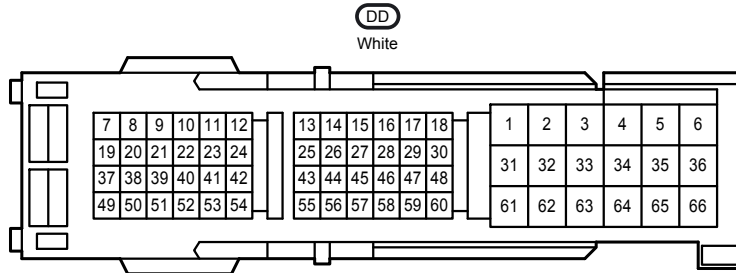 DD
White
7 8 9 10 11 12 13 14 15 16 17 18 1 2 3 4 5 6
19 20 21 22 23 24 25 26 27 28 29 30 31 32 33 34 35 36
37 38 39 40 41 42 43 44 45 46 47 48
49 50 51 52 53 54 55 56 57 58 59 60 61 62 63 64 65 66